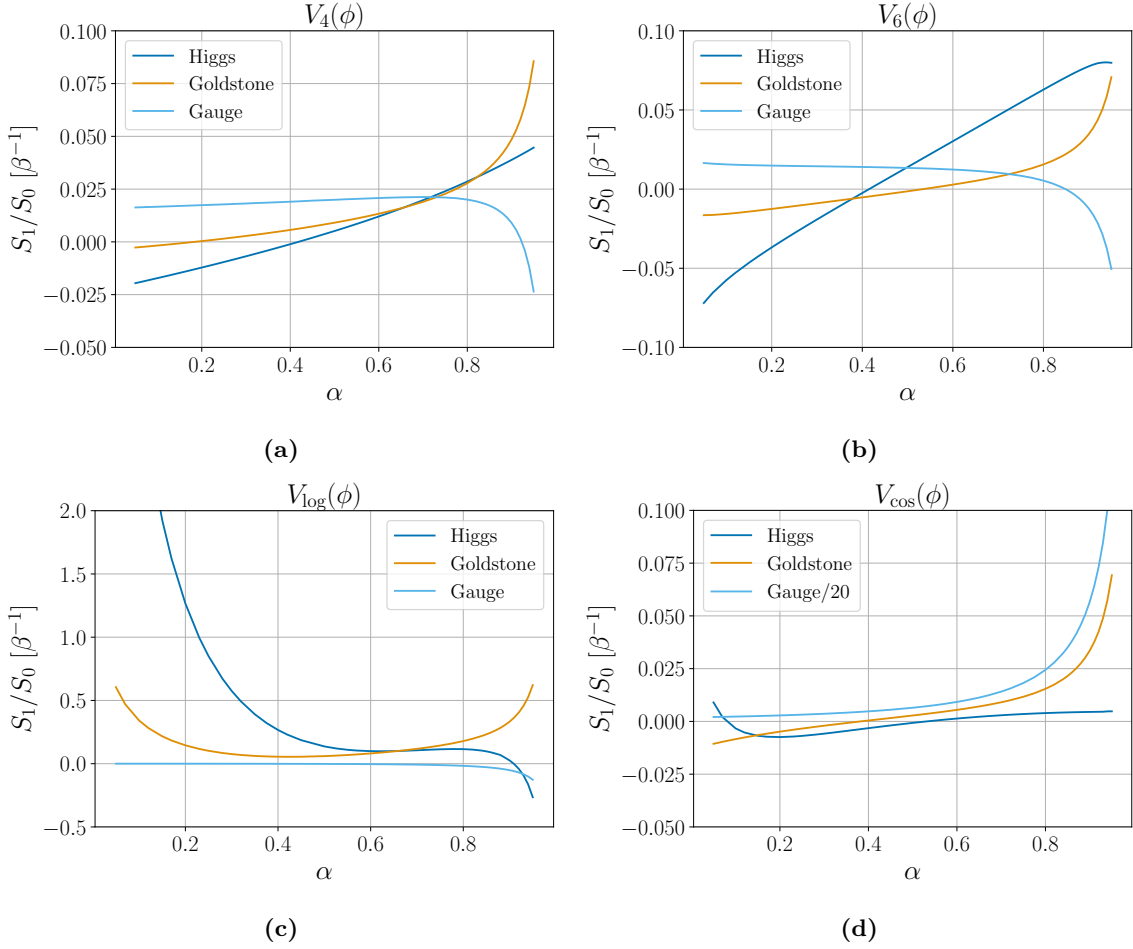 V₄(ϕ)
S₁/S₀ [β⁻¹]
0.100
0.075
0.050
0.025
0.000
−0.025
−0.050
Higgs
Goldstone
Gauge
0.2 0.4 0.6 0.8
α
(a)
V₆(ϕ)
S₁/S₀ [β⁻¹]
0.10
0.05
0.00
−0.05
−0.10
Higgs
Goldstone
Gauge
0.2 0.4 0.6 0.8
α
(b)
V_log(ϕ)
S₁/S₀ [β⁻¹]
2.0
1.5
1.0
0.5
0.0
−0.5
Higgs
Goldstone
Gauge
0.2 0.4 0.6 0.8
α
(c)
V_cos(ϕ)
S₁/S₀ [β⁻¹]
0.100
0.075
0.050
0.025
0.000
−0.025
−0.050
Higgs
Goldstone
Gauge/20
0.2 0.4 0.6 0.8
α
(d)